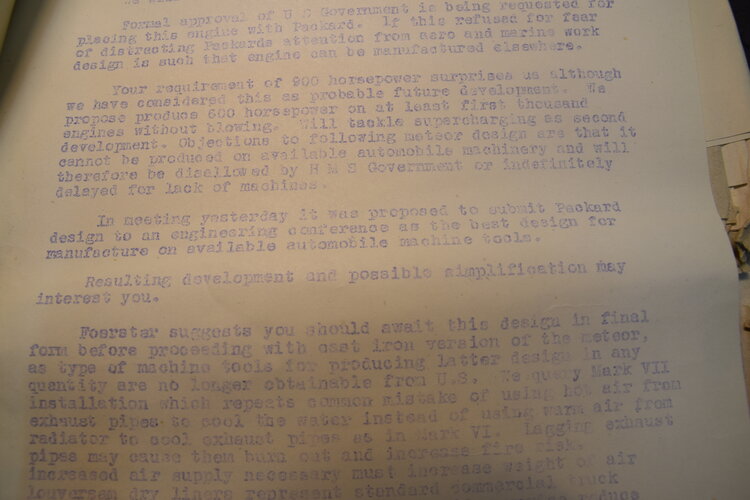 Formal approval of U S Government is being requested for
placing this engine with Packard. If this refused for fear
of distracting Packards attention from aero and marine work
design is such that engine can be manufactured elsewhere.
Your requirement of 900 horsepower surprises us although
we have considered this as probable future development. We
propose produce 600 horsepower on at least first thousand
engines without blowing. Will tackle supercharging as second
development. Objections to following meteor design are that it
cannot be produced on available automobile machinery and will
therefore be disallowed by H M S Government or indefinitely
delayed for lack of machines.
In meeting yesterday it was proposed to submit Packard
design to an engineering conference as the best design for
manufacture on available automobile machine tools.
Resulting development and possible simplification may
interest you.
Foerster suggests you should await this design in final
form before proceeding with cast iron version of the meteor,
as type of machine tools for producing latter design in any
quantity are no longer obtainable from U.S. We query Mark VII
installation which repeats common mistake of using hot air from
exhaust pipes to cool the water instead of using warm air from
radiator to cool exhaust pipes as in Mark VI. Lagging exhaust
pipes may cause them burn out and increase fire risk.
increased air supply necessary must increase weight of air
dry liners represent standard commercial truck